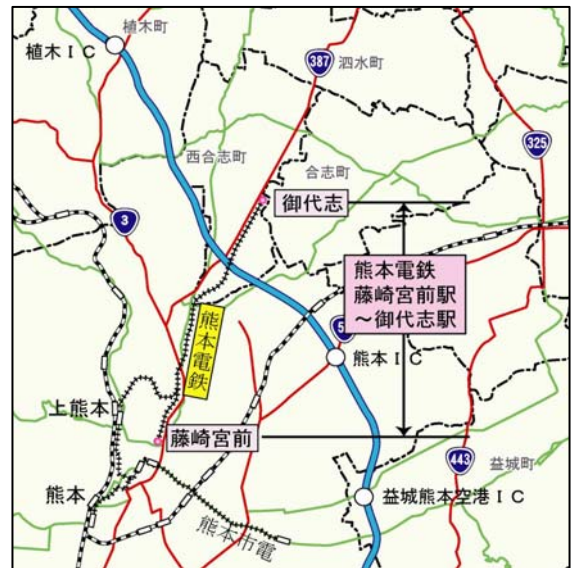 植木町
植木IC
387
泗水町
325
西合志町
合志町
御代志
3
熊本電鉄
藤崎宮前駅
~御代志駅
熊本電鉄
5
熊本IC
上熊本
藤崎宮前
443
益城町
熊本
益城熊本空港IC
熊本市電